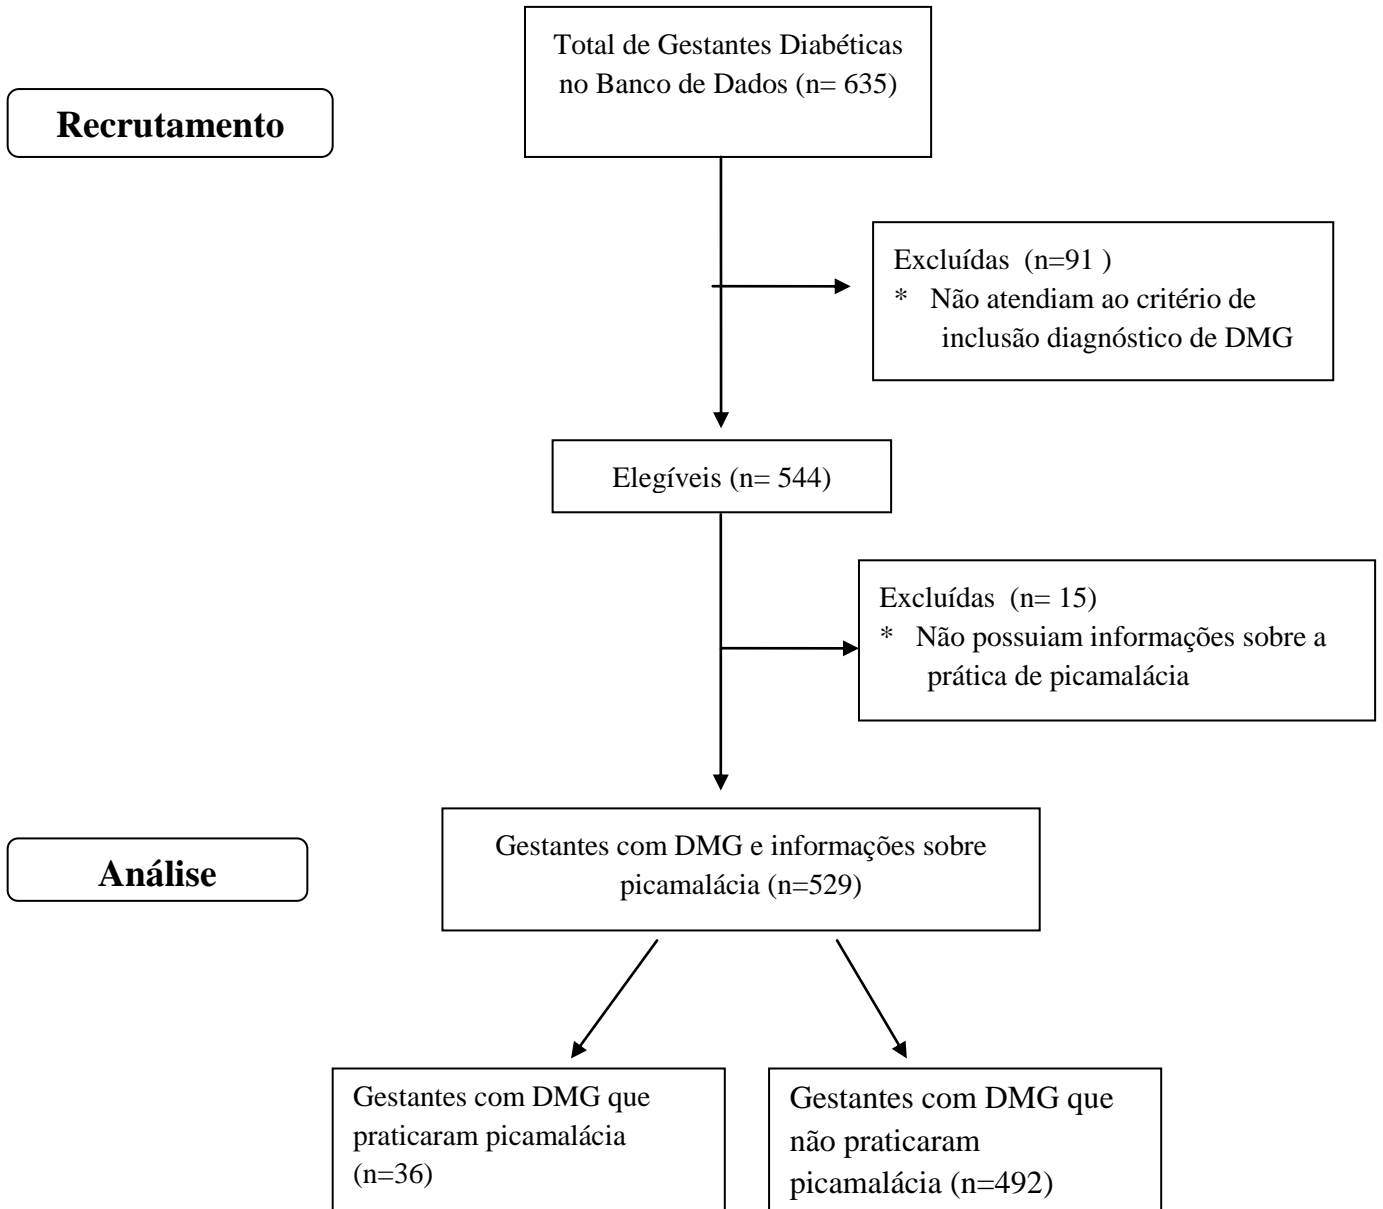 Total de Gestantes Diabéticas
no Banco de Dados (n= 635)
Recrutamento
Excluídas  (n=91 )
*   Não atendiam ao critério de
inclusão diagnóstico de DMG
Elegíveis (n= 544)
Excluídas  (n= 15)
*   Não possuiam informações sobre a
prática de picamalácia
Gestantes com DMG e informações sobre
picamalácia (n=529)
Análise
Gestantes com DMG que
praticaram picamalácia
(n=36)
Gestantes com DMG que
não praticaram
picamalácia (n=492)